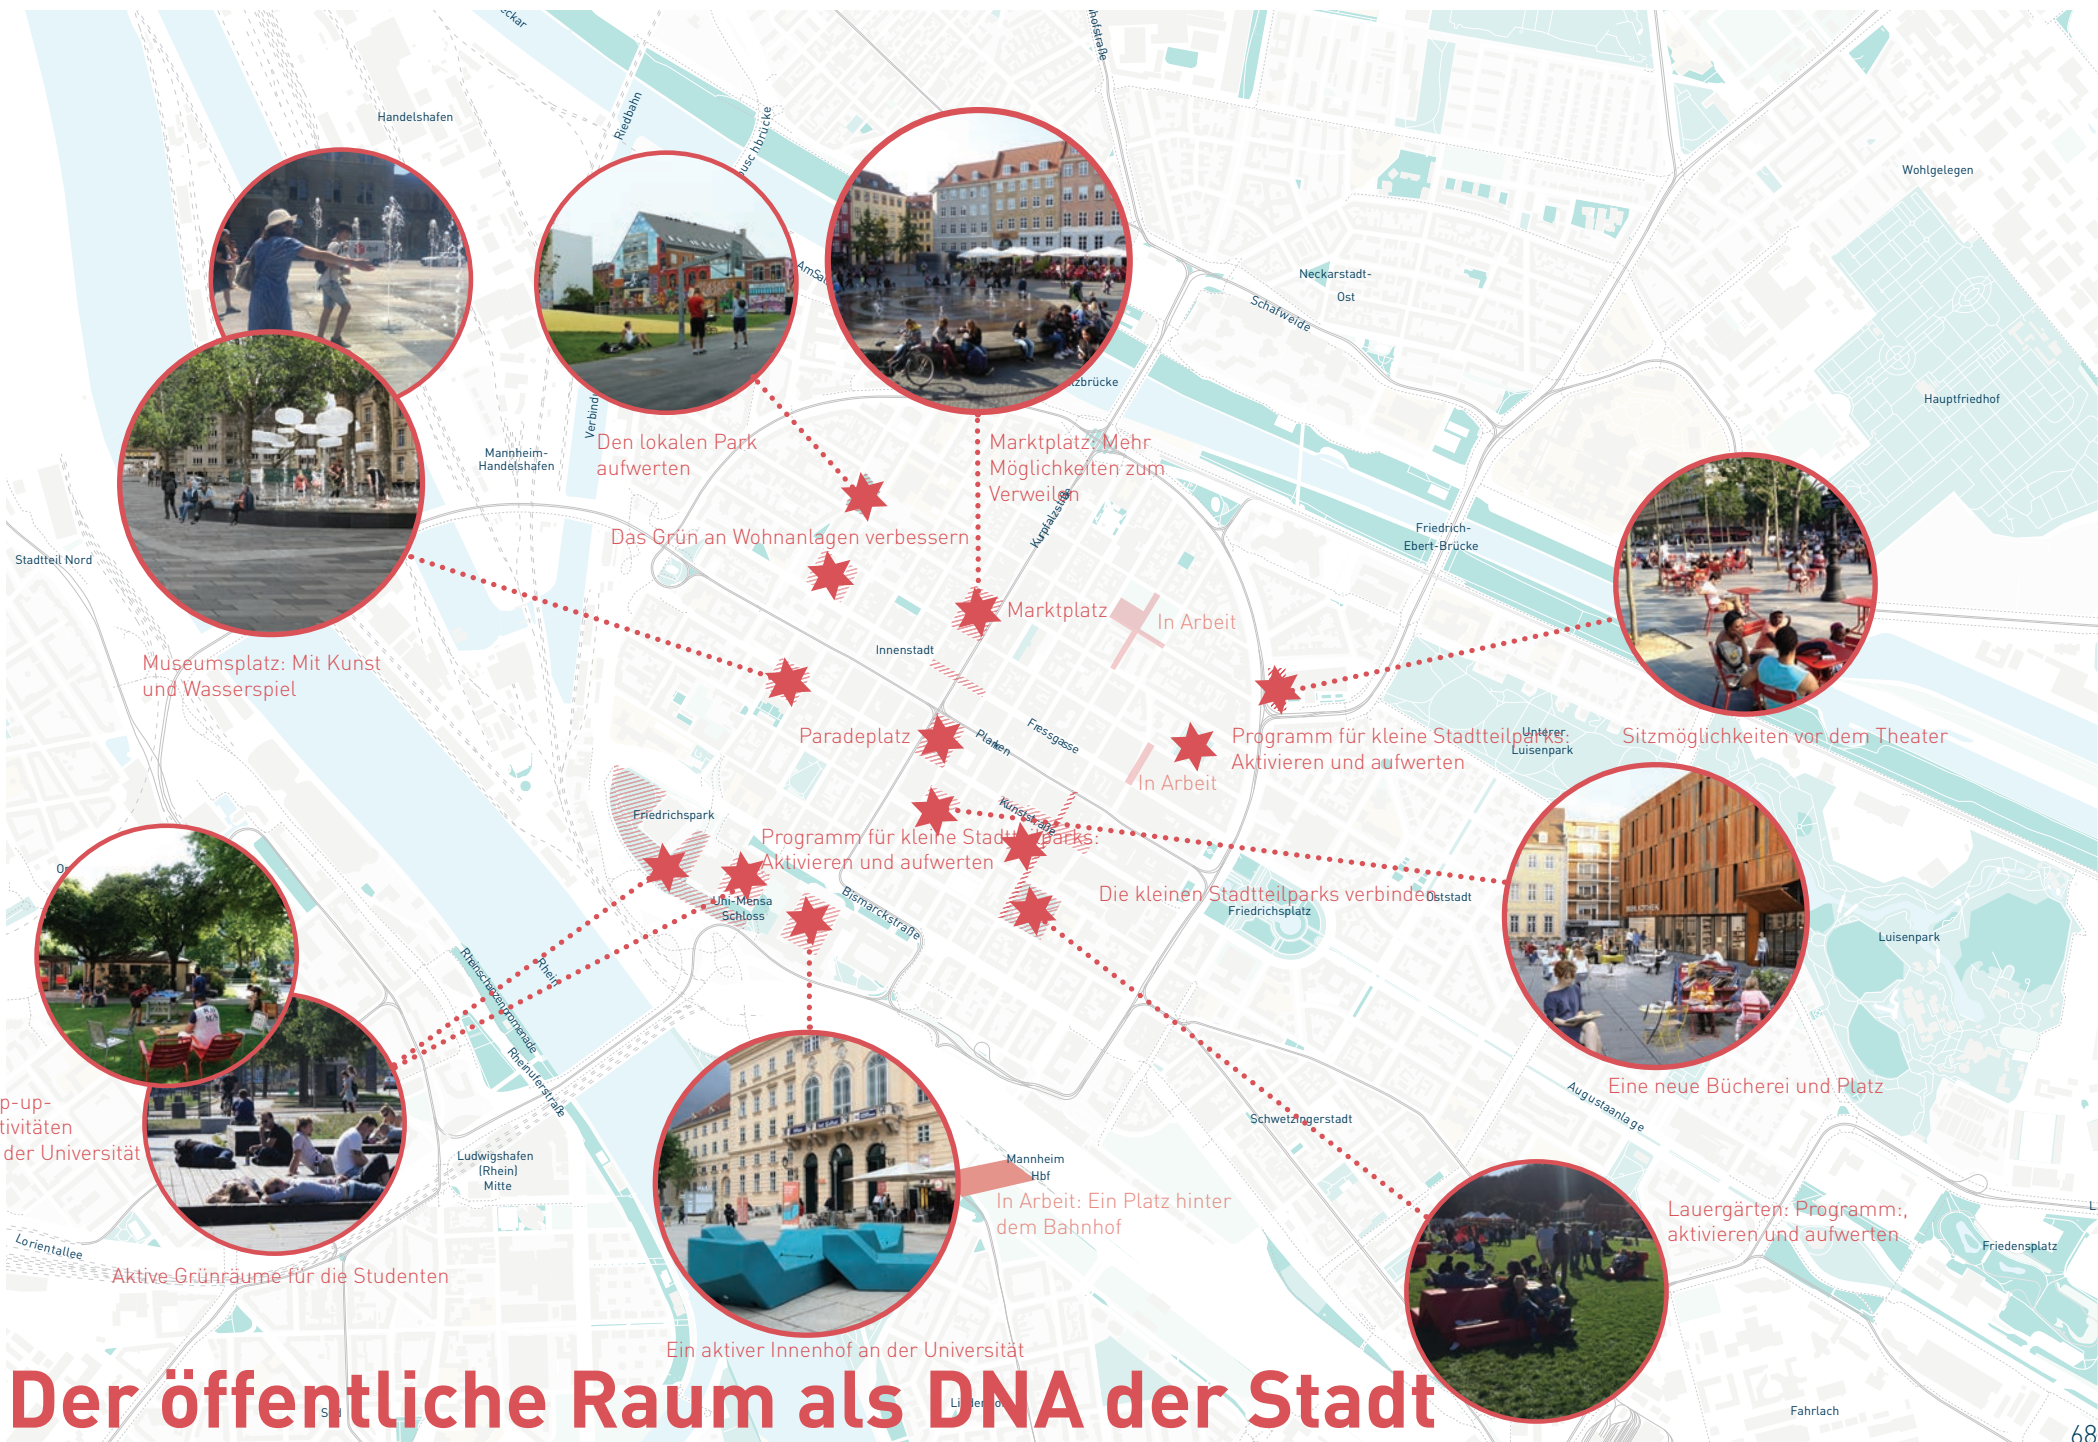 Handelshafen
Riedbahn
Wohlgelegen
Neckarstadt-
Ost
Schafweide
Hauptfriedhof
Mannheim-
Handelshafen
Den lokalen Park
aufwerten
Marktplatz: Mehr
Möglichkeiten zum
Verweilen
Kurpfalzstraße
Friedrich-
Ebert-Brücke
Stadtteil Nord
Das Grün an Wohnanlagen verbessern
Marktplatz
In Arbeit
Innenstadt
Museumsplatz: Mit Kunst
und Wasserspiel
Paradeplatz
Planken
Fressgasse
Programm für kleine Stadtteilparks:
Aktivieren und aufwerten
Unterer
Luisenpark
Sitzmöglichkeiten vor dem Theater
In Arbeit
Kunststraße
Friedrichspark
Programm für kleine Stadtteilparks:
Aktivieren und aufwerten
Uni-Mensa
Schloss
Bismarckstraße
Die kleinen Stadtteilparks verbinden
Oststadt
Friedrichsplatz
Luisenpark
Rheinschanzenpromenade
Rhein
Rheinuferstraße
Eine neue Bücherei und Platz
Augustaanlage
Schwetzingerstadt
p-up-
tivitäten
der Universität
Ludwigshafen
(Rhein)
Mitte
Mannheim
Hbf
In Arbeit: Ein Platz hinter
dem Bahnhof
Lauergärten: Programm:,
aktivieren und aufwerten
Friedensplatz
Lorientallee
Aktive Grünräume für die Studenten
Ein aktiver Innenhof an der Universität
Der öffentliche Raum als DNA der Stadt
Fahrlach
68